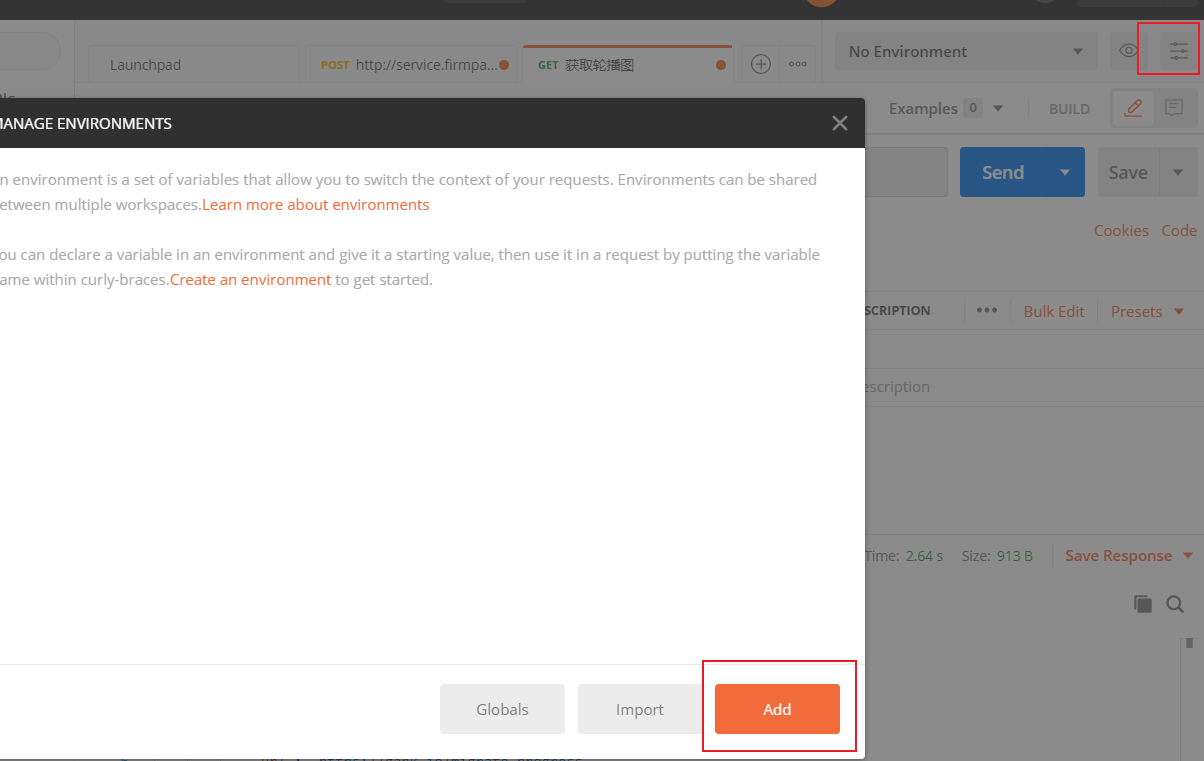 Launchpad
POST http://service.firmpa...
GET 获取轮播图
No Environment
MANAGE ENVIRONMENTS
Examples 0
BUILD
n environment is a set of variables that allow you to switch the context of your requests. Environments can be shared
etween multiple workspaces.Learn more about environments
Send
Save
ou can declare a variable in an environment and give it a starting value, then use it in a request by putting the variable
ame within curly-braces.Create an environment to get started.
Cookies Code
SCRIPTION
Bulk Edit
Presets
escription
Time: 2.64 s Size: 913 B Save Response
Globals
Import
Add